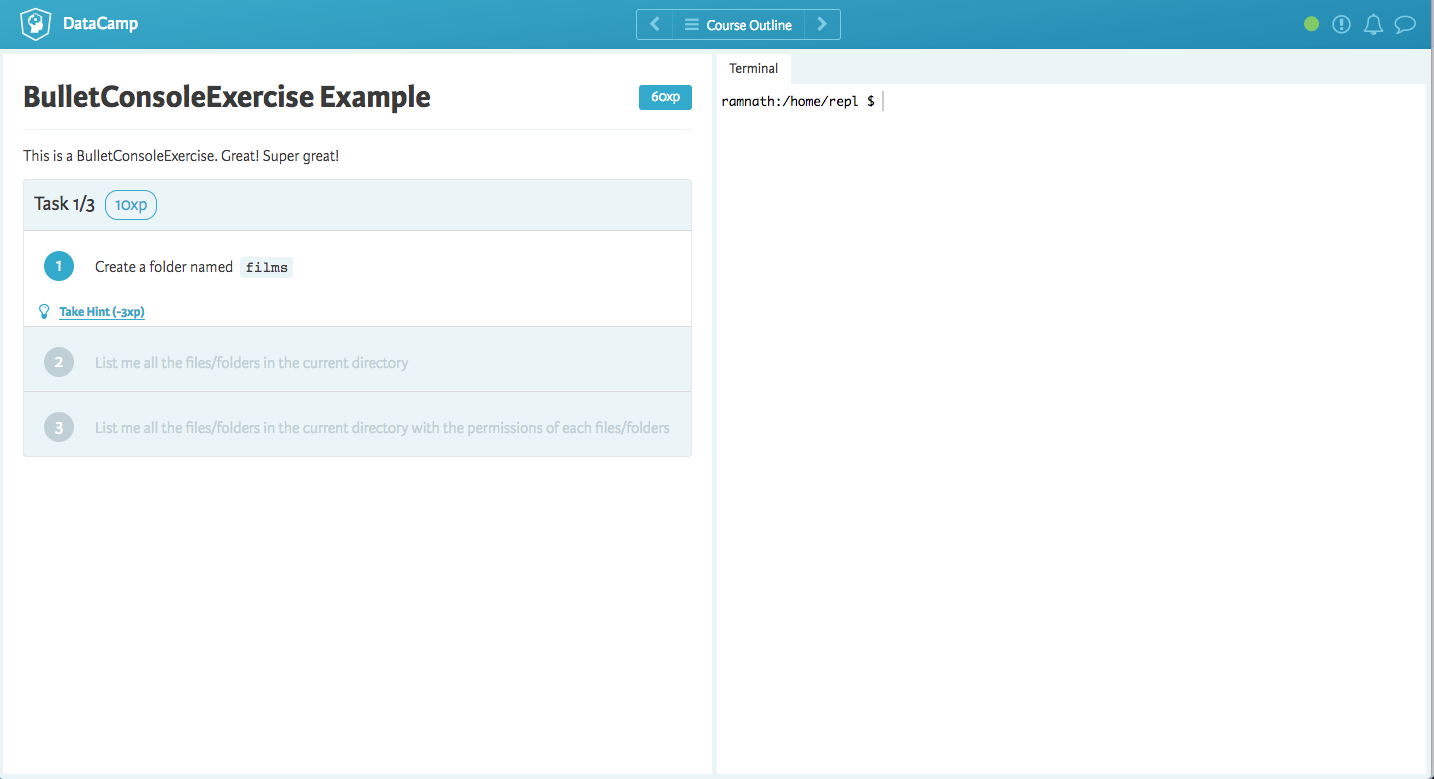 DataCamp
Course Outline
BulletConsoleExercise Example
60xp
This is a BulletConsoleExercise. Great! Super great!
Task 1/3 10xp
1 Create a folder named films
Take Hint (-3xp)
2 List me all the files/folders in the current directory
3 List me all the files/folders in the current directory with the permissions of each files/folders
Terminal
ramnath:/home/repl $